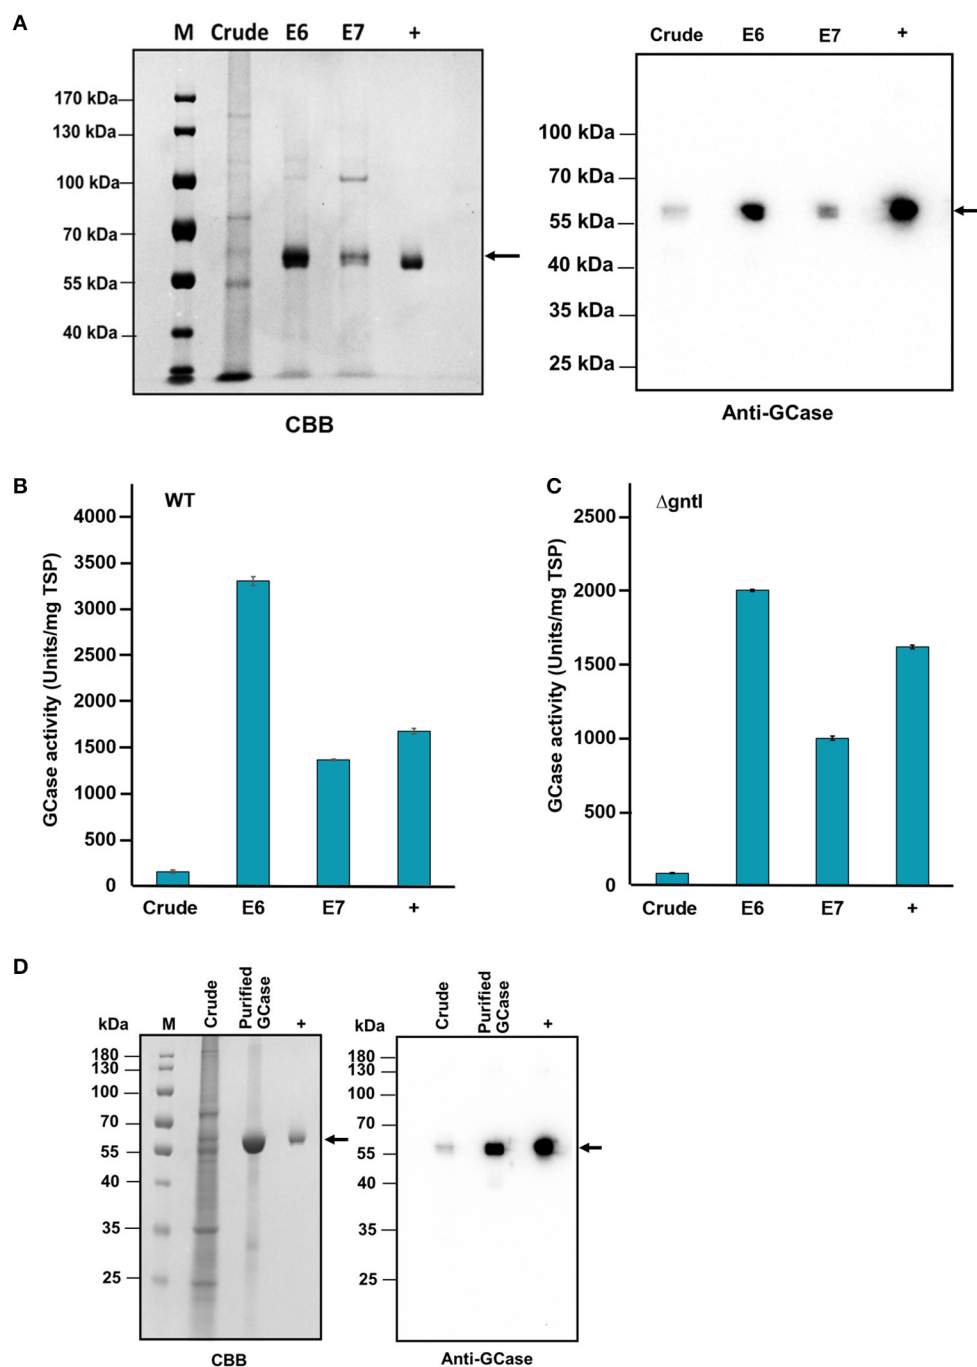 A
M Crude E6 E7 +
170 kDa
130 kDa
100 kDa
70 kDa
55 kDa
40 kDa
CBB
Crude E6 E7 +
100 kDa
70 kDa
55 kDa
40 kDa
35 kDa
25 kDa
Anti-GCase
B
WT
GCase activity (Units/mg TSP)
4000
3500
3000
2500
2000
1500
1000
500
0
Crude E6 E7 +
C
Δgntl
GCase activity (Units/mg TSP)
2500
2000
1500
1000
500
0
Crude E6 E7 +
D
kDa M Crude Purified GCase +
180
130
100
70
55
40
35
25
CBB
kDa Crude Purified GCase +
180
130
100
70
55
40
35
25
Anti-GCase